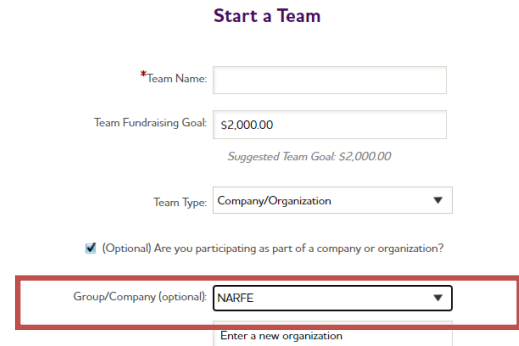 Start a Team
*Team Name:
Team Fundraising Goal: $2,000.00
Suggested Team Goal: $2,000.00
Team Type: Company/Organization
(Optional) Are you participating as part of a company or organization?
Group/Company (optional): NARFE
Enter a new organization